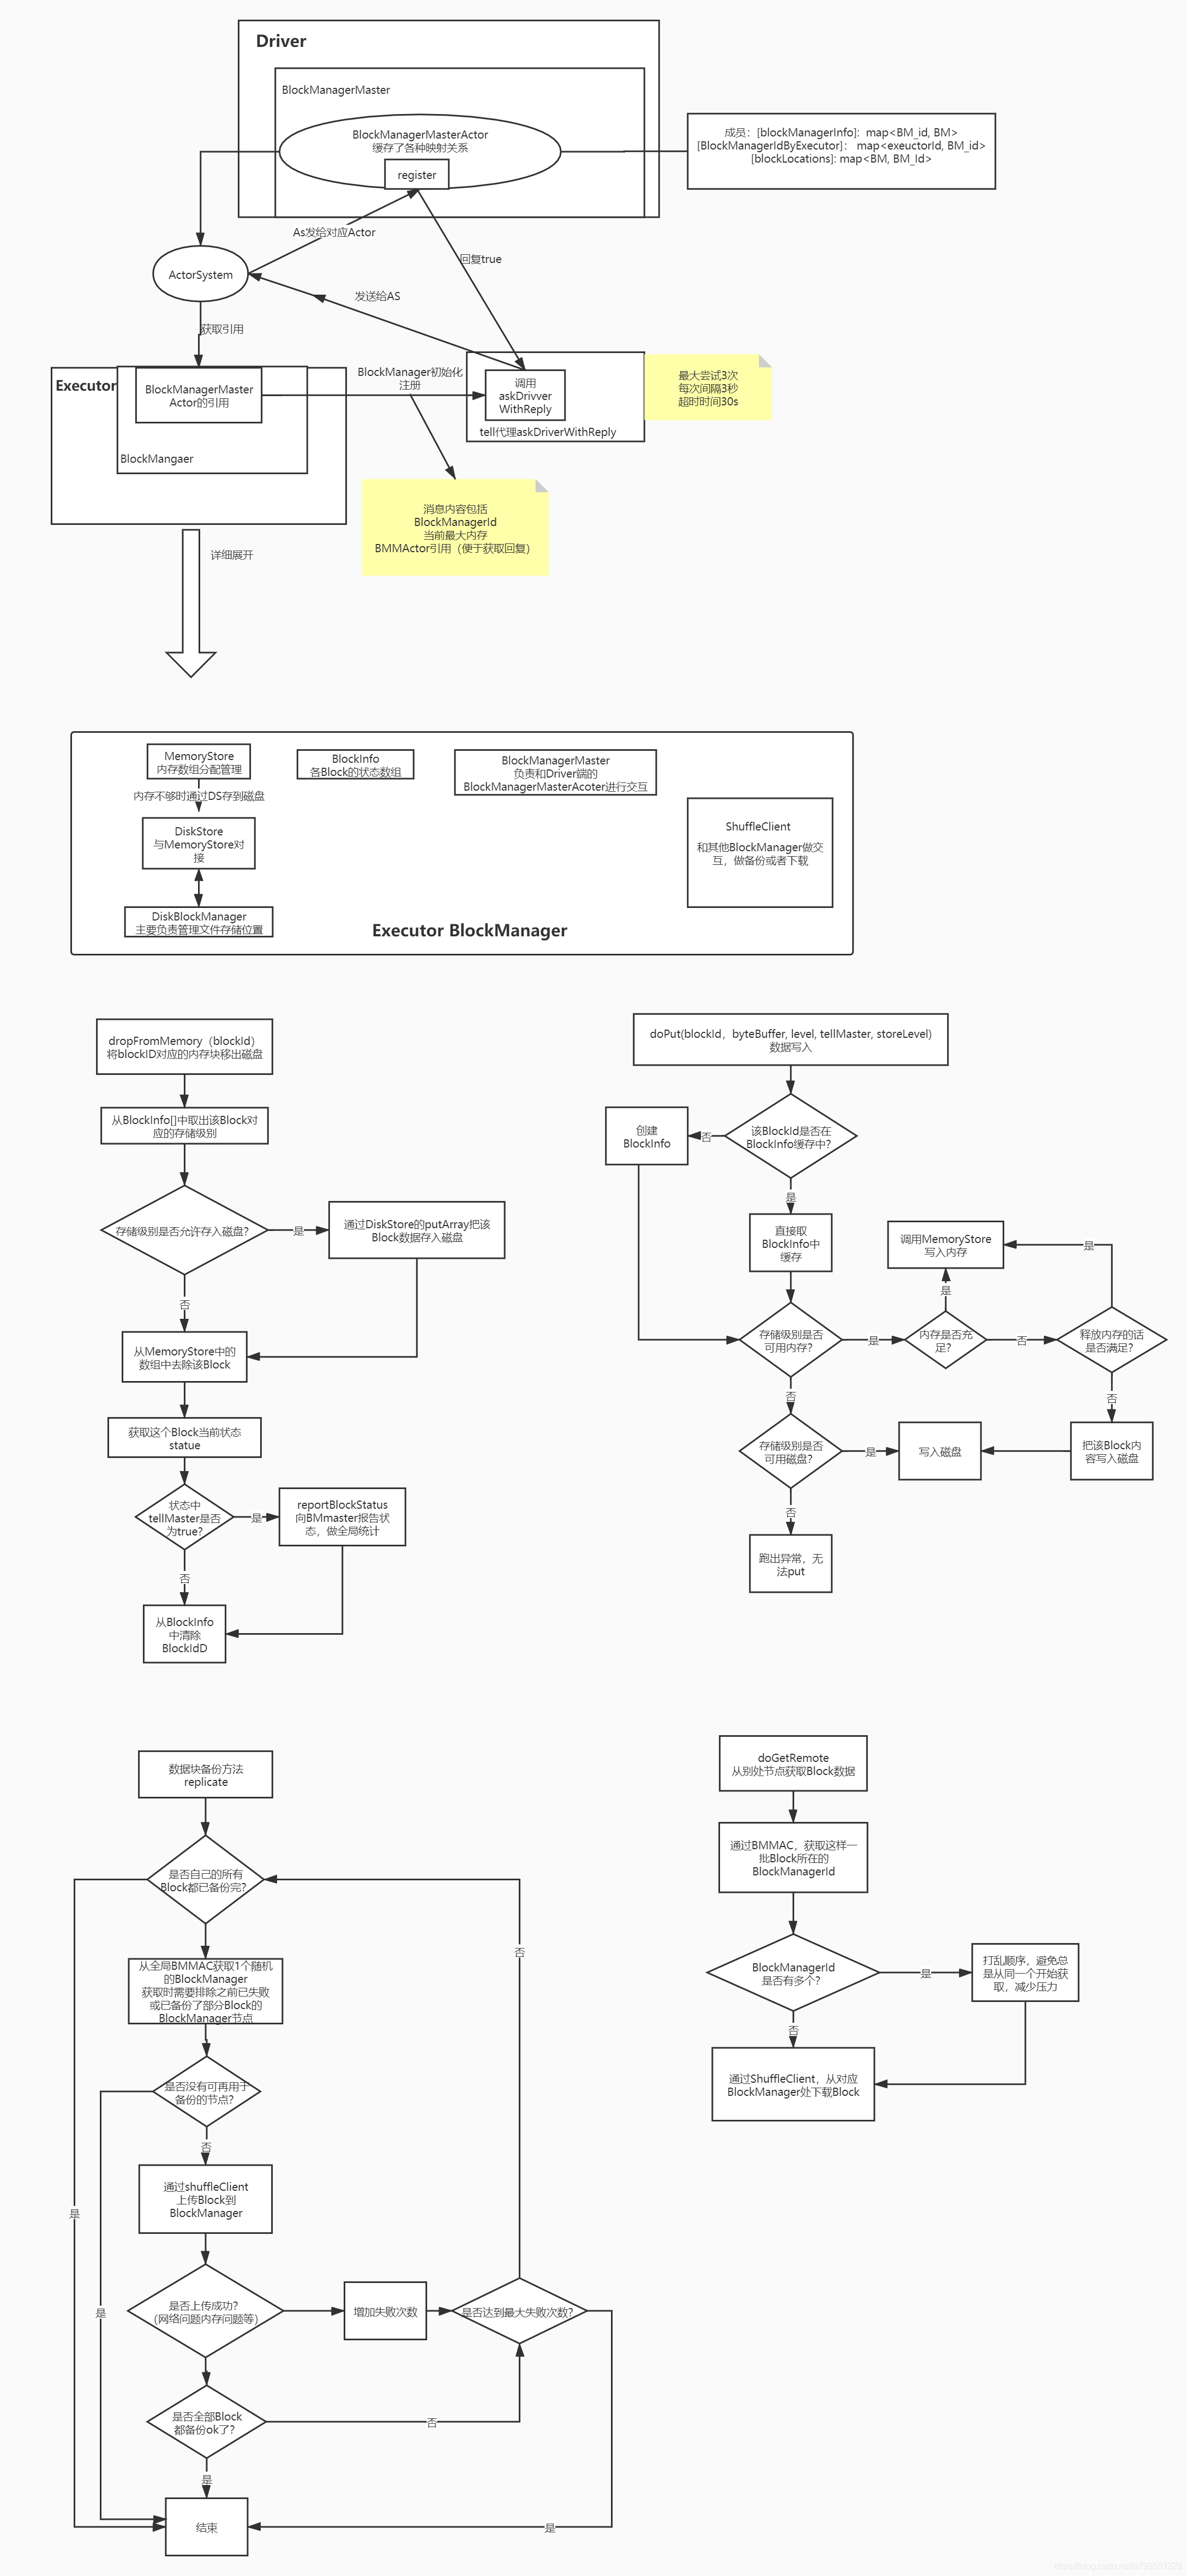 Driver
BlockManagerMaster
BlockManagerMasterActor
缓存了各种映射关系
register
成员：[blockManagerInfo]: map<BM_id, BM>
[BlockManagerIdByExecutor]： map<exeuctorId, BM_id>
[blockLocations]: map<BM, BM_Id>
As发给对应Actor
回复true
ActorSystem
发送给AS
获取引用
Executor
BlockManagerMaster
Actor的引用
BlockMangaer
BlockManager初始化
注册
调用
askDrivver
WithReply
tell代理askDriverWithReply
最大尝试3次
每次间隔3秒
超时时间30s
消息内容包括
BlockManagerId
当前最大内存
BMMActor引用（便于获取回复）
详细展开
MemoryStore
内存数组分配管理
内存不够时通过DS存到磁盘
DiskStore
与MemoryStore对
接
DiskBlockManager
主要负责管理文件存储位置
BlockInfo
各Block的状态数组
BlockManagerMaster
负责和Driver端的
BlockManagerMasterAcoter进行交互
ShuffleClient
和其他BlockManager做交
互，做备份或者下载
Executor BlockManager
dropFromMemory（blockId）
将blockID对应的内存块移出磁盘
从BlockInfo[]中取出该Block对
应的存储级别
存储级别是否允许存入磁盘？
是
通过DiskStore的putArray把该
Block数据存入磁盘
否
从MemoryStore中的
数组中去除该Block
获取这个Block当前状态
statue
状态中
tellMaster是否
为true？
是
reportBlockStatus
向BMmaster报告状
态，做全局统计
否
从BlockInfo
中清除
BlockIdD
doPut(blockId，byteBuffer, level, tellMaster, storeLevel)
数据写入
该BlockId是否在
BlockInfo缓存中？
否
创建
BlockInfo
是
直接取
BlockInfo中
缓存
存储级别是否
可用内存？
是
内存是否充
足？
是
调用MemoryStore
写入内存
否
释放内存的话
是否满足？
是
否
把该Block内
容写入磁盘
否
存储级别是否
可用磁盘？
是
写入磁盘
否
跑出异常，无
法put
数据块备份方法
replicate
是否自己的所有
Block都已备份完？
从全局BMMAC获取1个随机
的BlockManager
获取时需要排除之前已失败
或已备份了部分Block的
BlockManager节点
是否没有可再用于
备份的节点？
否
通过shuffleClient
上传Block到
BlockManager
是
是
是否上传成功？
（网络问题内存问题等）
增加失败次数
是否达到最大失败次数？
否
是否全部Block
都备份ok了？
否
是
结束
是
doGetRemote
从别处节点获取Block数据
通过BMMAC，获取这样一
批Block所在的
BlockManagerId
BlockManagerId
是否有多个？
是
打乱顺序，避免总
是从同一个开始获
取，减少压力
否
通过ShuffleClient，从对应
BlockManager处下载Block